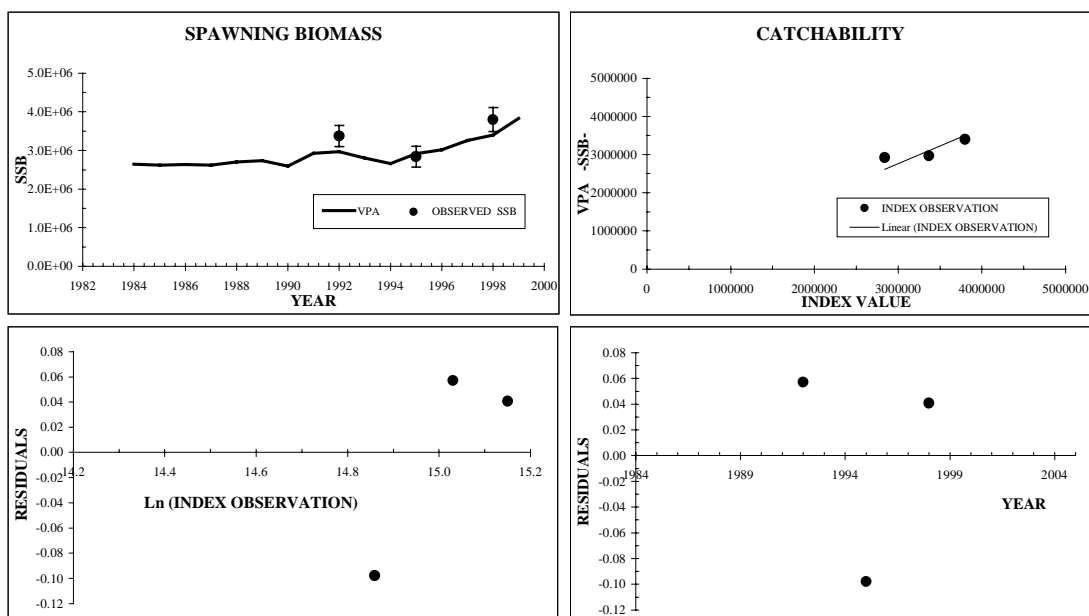 SPAWNING BIOMASS
5.0E+06
4.0E+06
3.0E+06
2.0E+06
1.0E+06
0.0E+00
SSB
VPA OBSERVED SSB
1982 1984 1986 1988 1990 1992 1994 1996 1998 2000
YEAR
CATCHABILITY
5000000
4000000
3000000
2000000
1000000
0
VPA -SSB-
INDEX OBSERVATION
Linear (INDEX OBSERVATION)
0 1000000 2000000 3000000 4000000 5000000
INDEX VALUE
0.08
0.06
0.04
0.02
0.00
-0.02
-0.04
-0.06
-0.08
-0.10
-0.12
RESIDUALS
14.2 14.4 14.6 14.8 15.0 15.2
Ln (INDEX OBSERVATION)
0.08
0.06
0.04
0.02
0.00
-0.02
-0.04
-0.06
-0.08
-0.10
-0.12
RESIDUALS
1984 1989 1994 1999 2004
YEAR